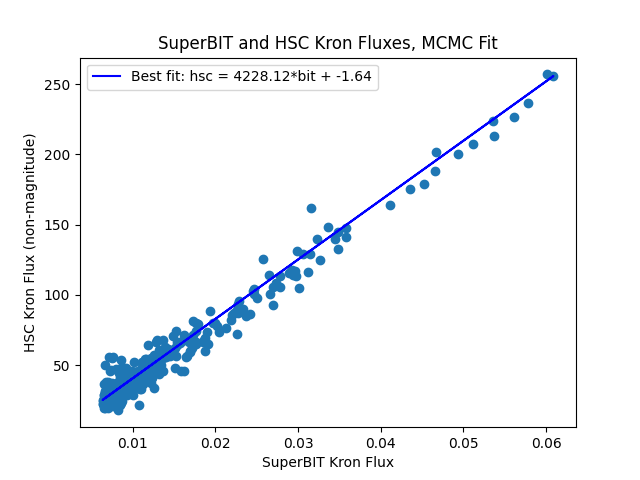 SuperBIT and HSC Kron Fluxes, MCMC Fit
Best fit: hsc = 4228.12*bit + -1.64
HSC Kron Flux (non-magnitude)
250
200
150
100
50
0.01 0.02 0.03 0.04 0.05 0.06
SuperBIT Kron Flux